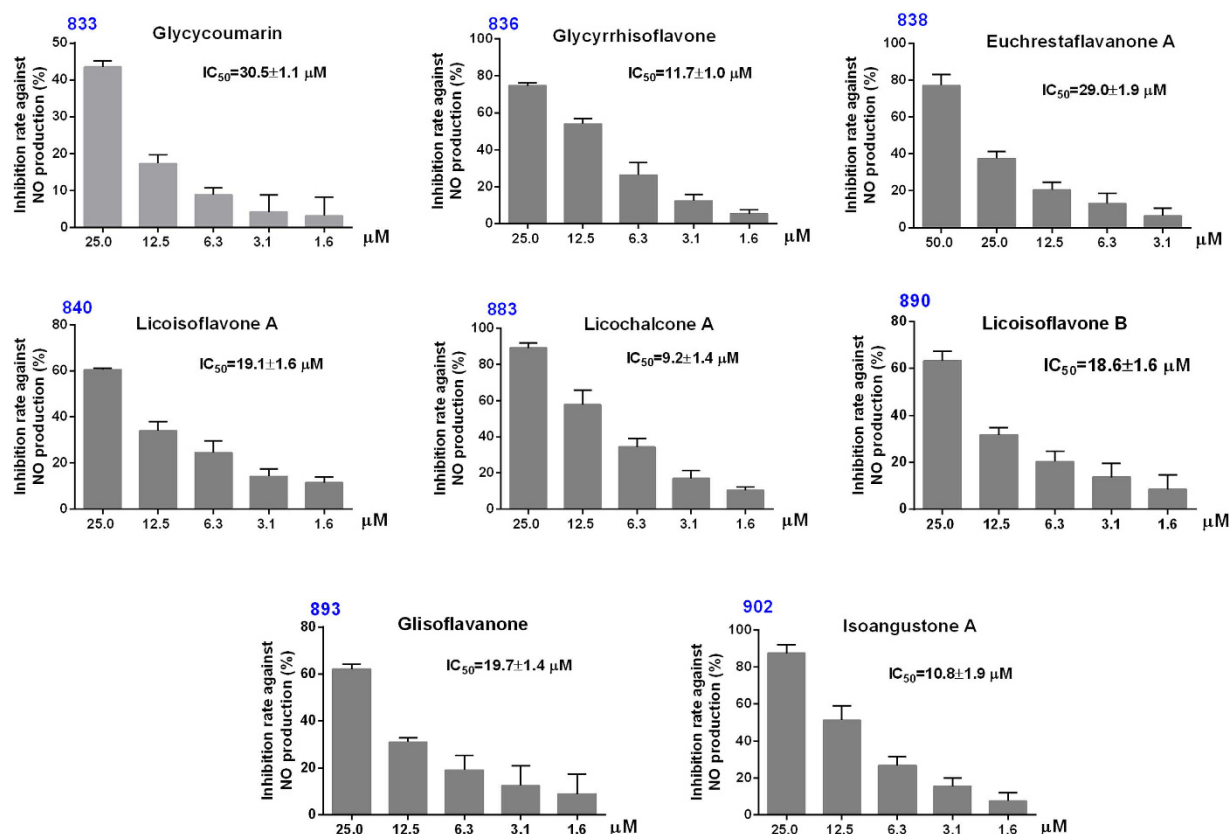 833
Glycycoumarin
IC50=30.5±1.1 μM
Inhibition rate against
NO production (%)
50
40
30
20
10
0
25.0 12.5 6.3 3.1 1.6 μM
836
Glycyrrhisoflavone
IC50=11.7±1.0 μM
Inhibition rate against
NO production (%)
100
80
60
40
20
0
25.0 12.5 6.3 3.1 1.6 μM
838
Euchrestaflavanone A
IC50=29.0±1.9 μM
Inhibition rate against
NO production (%)
100
80
60
40
20
0
50.0 25.0 12.5 6.3 3.1 μM
840
Licoisoflavone A
IC50=19.1±1.6 μM
Inhibition rate against
NO production (%)
80
60
40
20
0
25.0 12.5 6.3 3.1 1.6 μM
883
Licochalcone A
IC50=9.2±1.4 μM
Inhibition rate against
NO production (%)
100
80
60
40
20
0
25.0 12.5 6.3 3.1 1.6 μM
890
Licoisoflavone B
IC50=18.6±1.6 μM
Inhibition rate against
NO production (%)
80
60
40
20
0
25.0 12.5 6.3 3.1 1.6 μM
893
Glisoflavanone
IC50=19.7±1.4 μM
Inhibition rate against
NO production (%)
80
60
40
20
0
25.0 12.5 6.3 3.1 1.6 μM
902
Isoangustone A
IC50=10.8±1.9 μM
Inhibition rate against
NO production (%)
100
80
60
40
20
0
25.0 12.5 6.3 3.1 1.6 μM